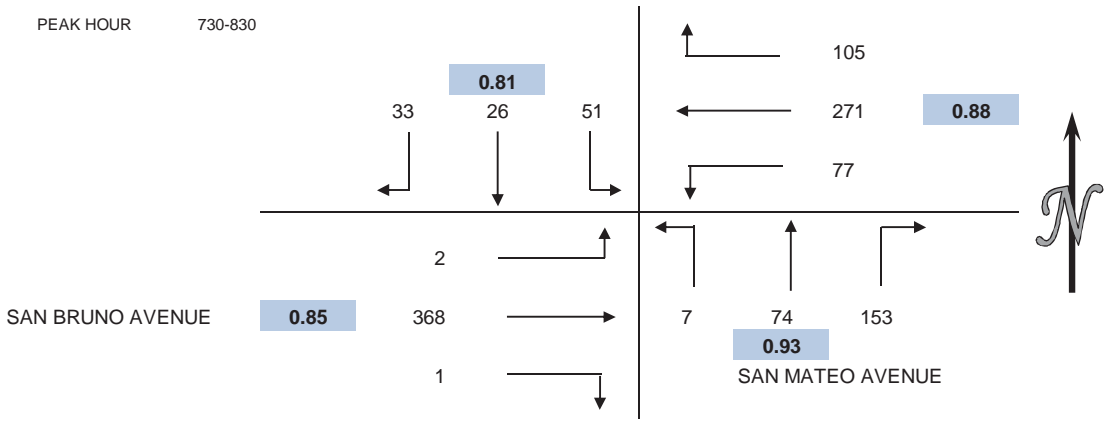 PEAK HOUR 730-830
105
0.81
33 26 51
271 0.88
77
2
SAN BRUNO AVENUE 0.85 368
7 74 153
0.93
1
SAN MATEO AVENUE
N